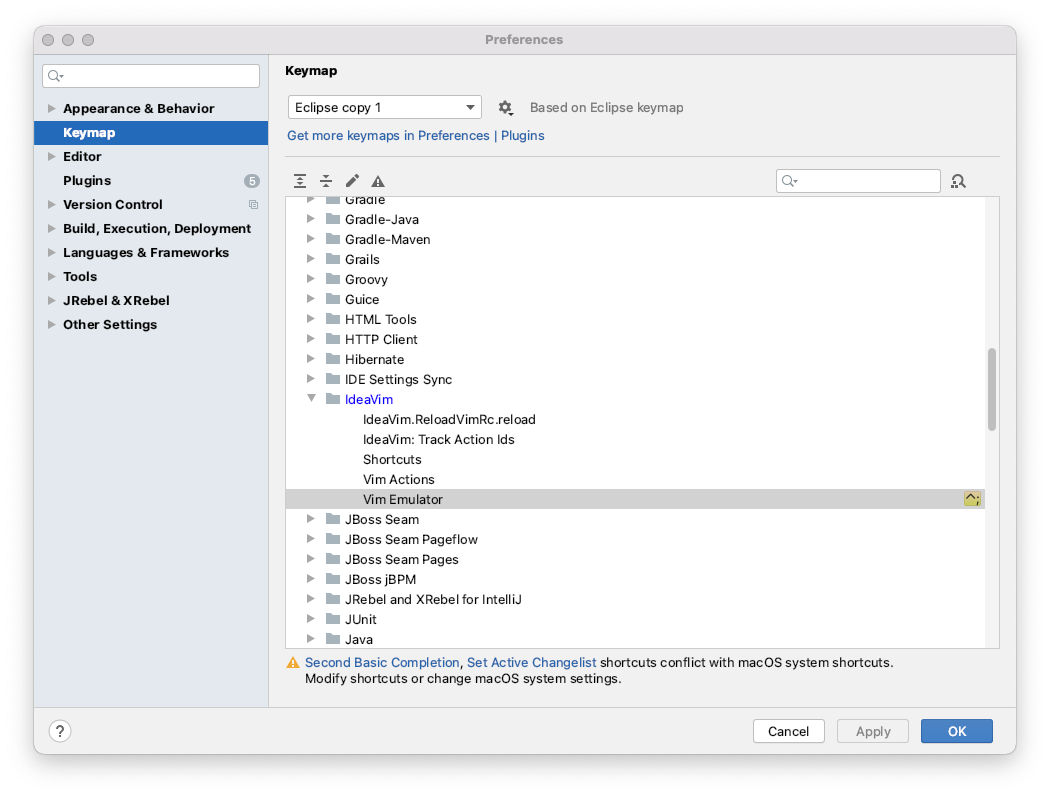 Preferences
Appearance & Behavior
Keymap
Editor
Plugins 5
Version Control
Build, Execution, Deployment
Languages & Frameworks
Tools
JRebel & XRebel
Other Settings
Keymap
Eclipse copy 1 Based on Eclipse keymap
Get more keymaps in Preferences | Plugins
Gradle
Gradle-Java
Gradle-Maven
Grails
Groovy
Guice
HTML Tools
HTTP Client
Hibernate
IDE Settings Sync
IdeaVim
IdeaVim.ReloadVimRc.reload
IdeaVim: Track Action Ids
Shortcuts
Vim Actions
Vim Emulator ^;
JBoss Seam
JBoss Seam Pageflow
JBoss Seam Pages
JBoss jBPM
JRebel and XRebel for IntelliJ
JUnit
Java
Second Basic Completion, Set Active Changelist shortcuts conflict with macOS system shortcuts.
Modify shortcuts or change macOS system settings.
? Cancel Apply OK